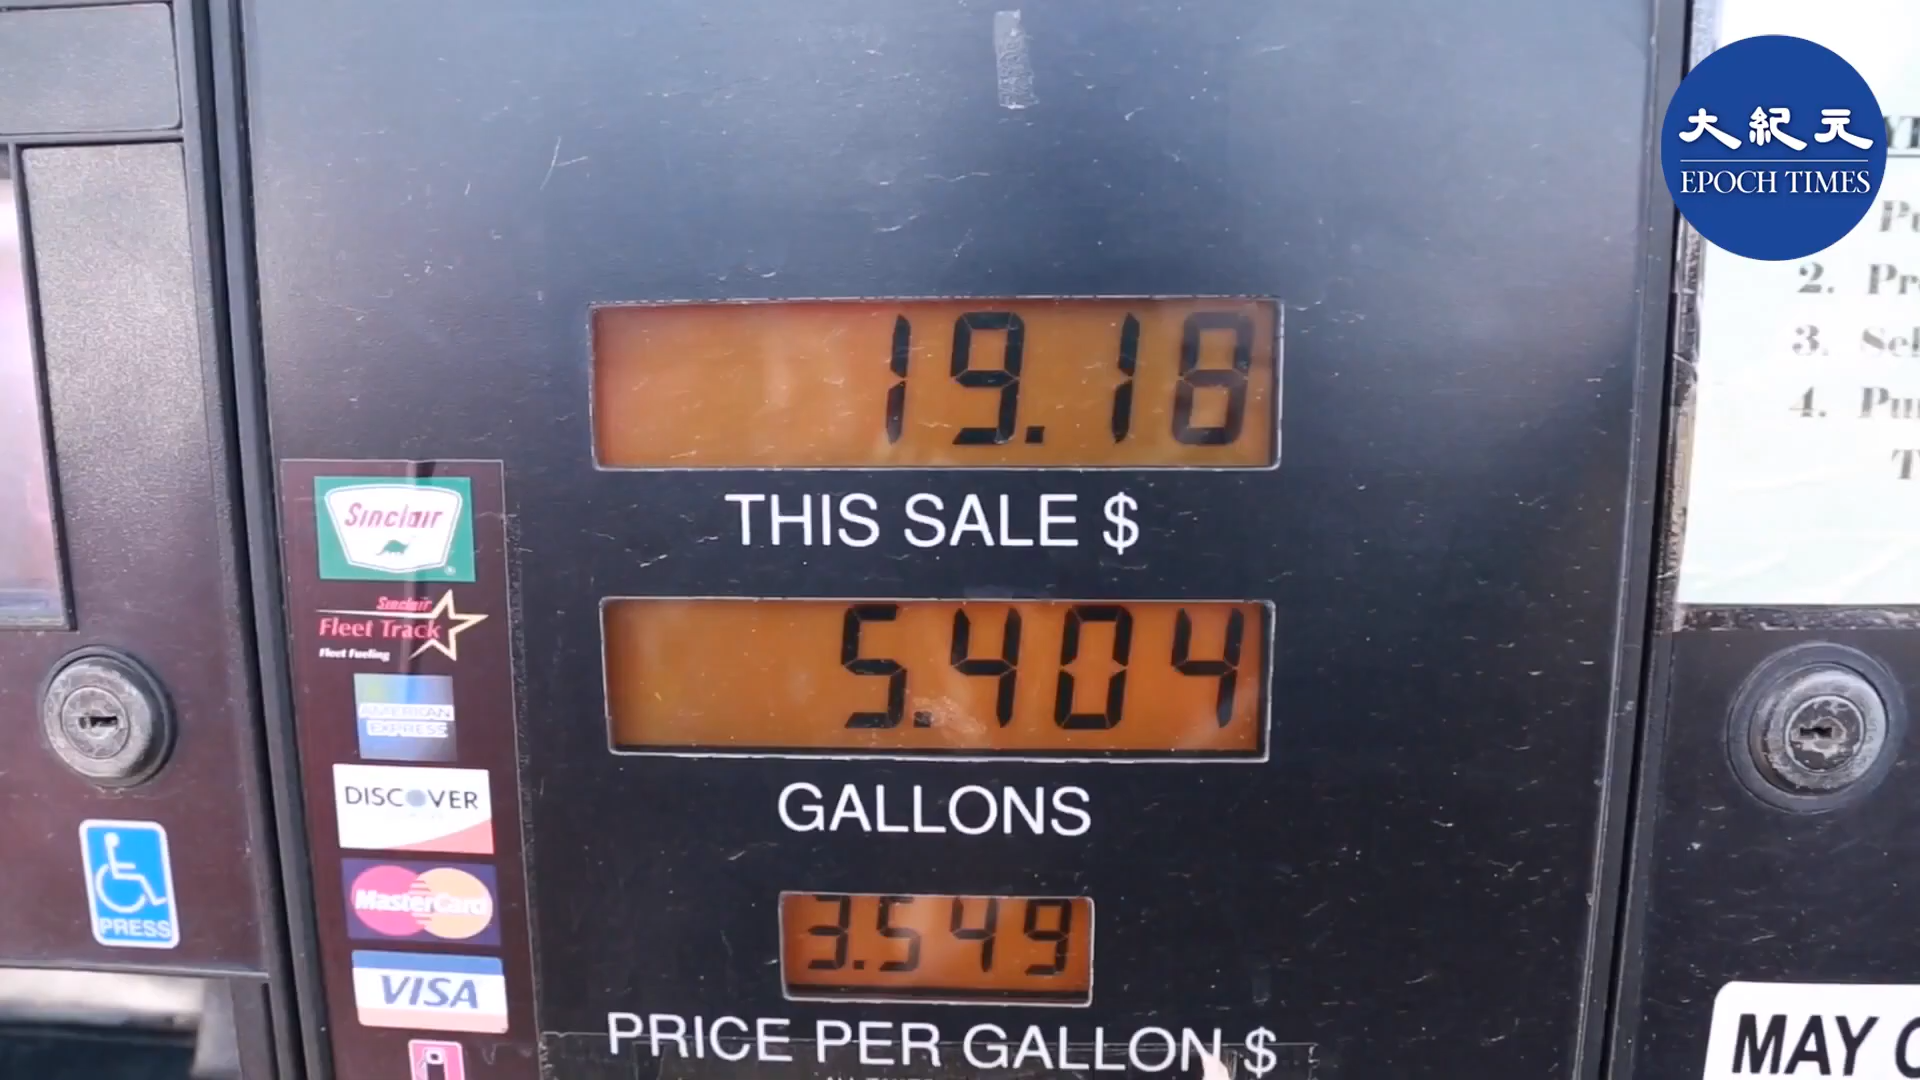 大紀元
EPOCH TIMES
2.
3.
4.
19.18
THIS SALE $
5.404
GALLONS
3.549
PRICE PER GALLON $
Sinclair
Sinclair
Fleet Track
Fleet Fueling
AMERICAN
EXPRESS
DISCOVER
MasterCard
VISA
PRESS
MAY